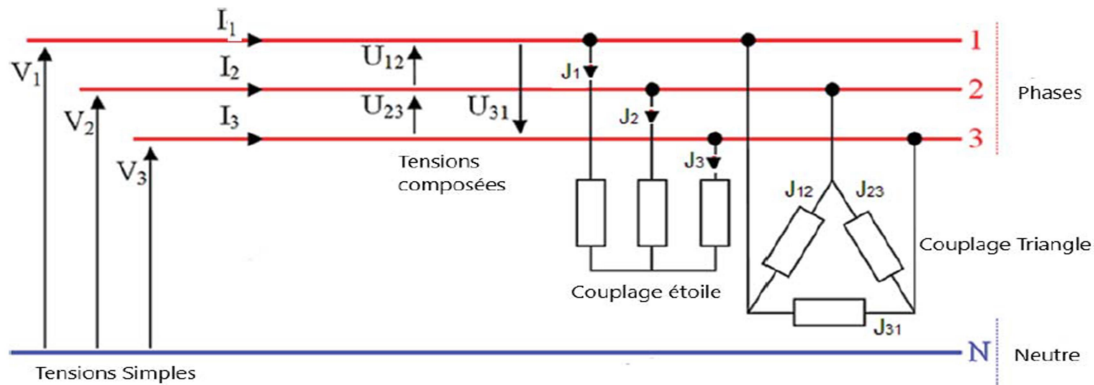 I₁
1
V₁
U₁₂
J₁
I₂
2
Phases
V₂
U₂₃
U₃₁
J₂
I₃
3
V₃
Tensions
composées
J₃
J₁₂
J₂₃
Couplage Triangle
Couplage étoile
J₃₁
N
Neutre
Tensions Simples